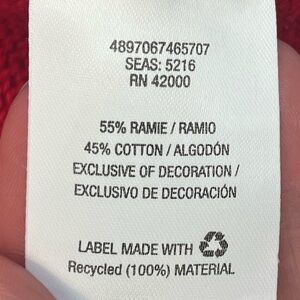 4897067465707
SEAS: 5216
RN 42000
55% RAMIE / RAMIO
45% COTTON / ALGODÓN
EXCLUSIVE OF DECORATION /
EXCLUSIVO DE DECORACIÓN
LABEL MADE WITH
Recycled (100%) MATERIAL